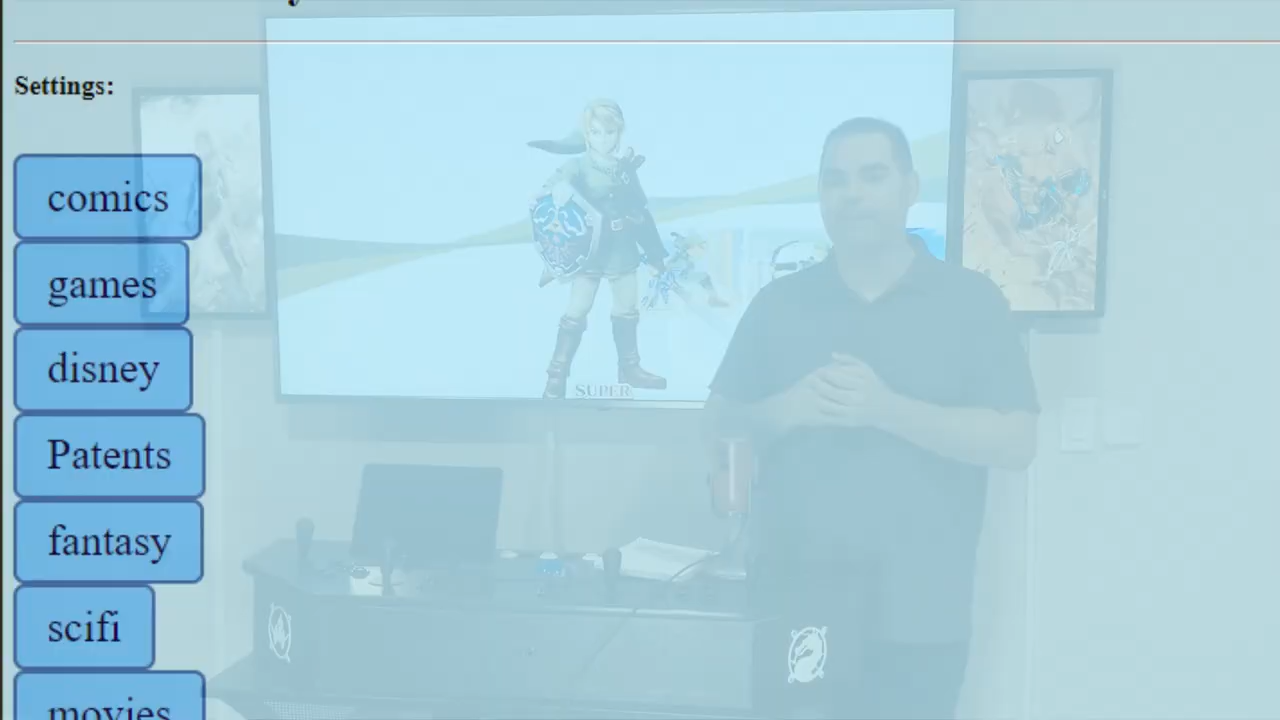 Settings:
SUPER
comics
games
disney
Patents
fantasy
scifi
movies